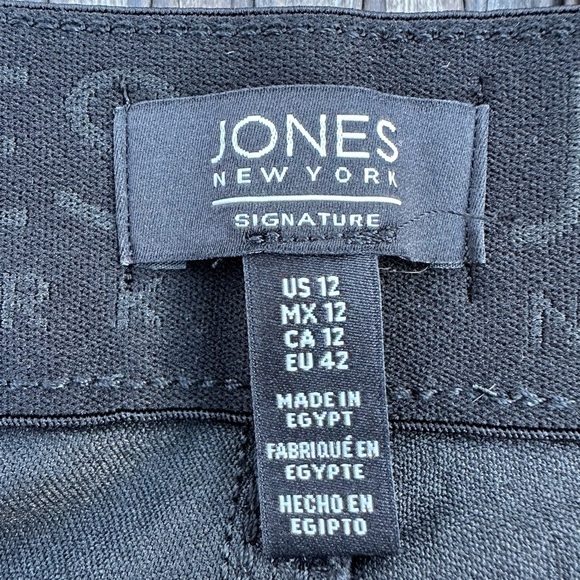 JONES
NEW YORK
SIGNATURE
US 12
MX 12
CA 12
EU 42
MADE IN
EGYPT
FABRIQUÉ EN
EGYPTE
HECHO EN
EGIPTO